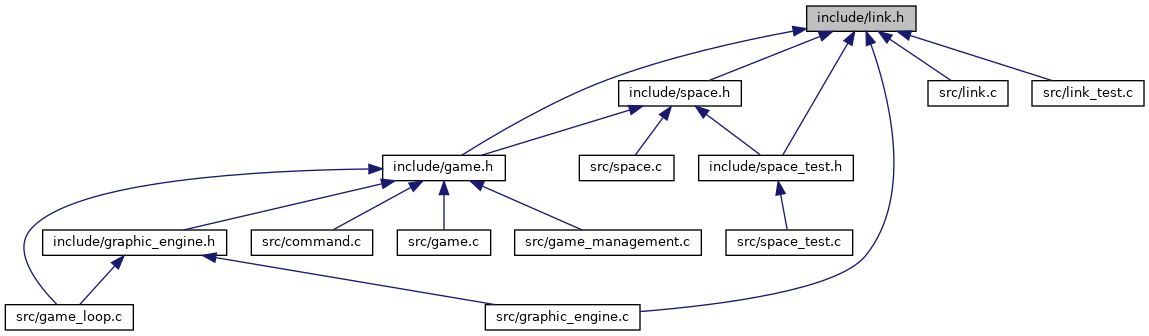 include/link.h
include/space.h
src/link.c
src/link_test.c
include/game.h
src/space.c
include/space_test.h
include/graphic_engine.h
src/command.c
src/game.c
src/game_management.c
src/space_test.c
src/game_loop.c
src/graphic_engine.c